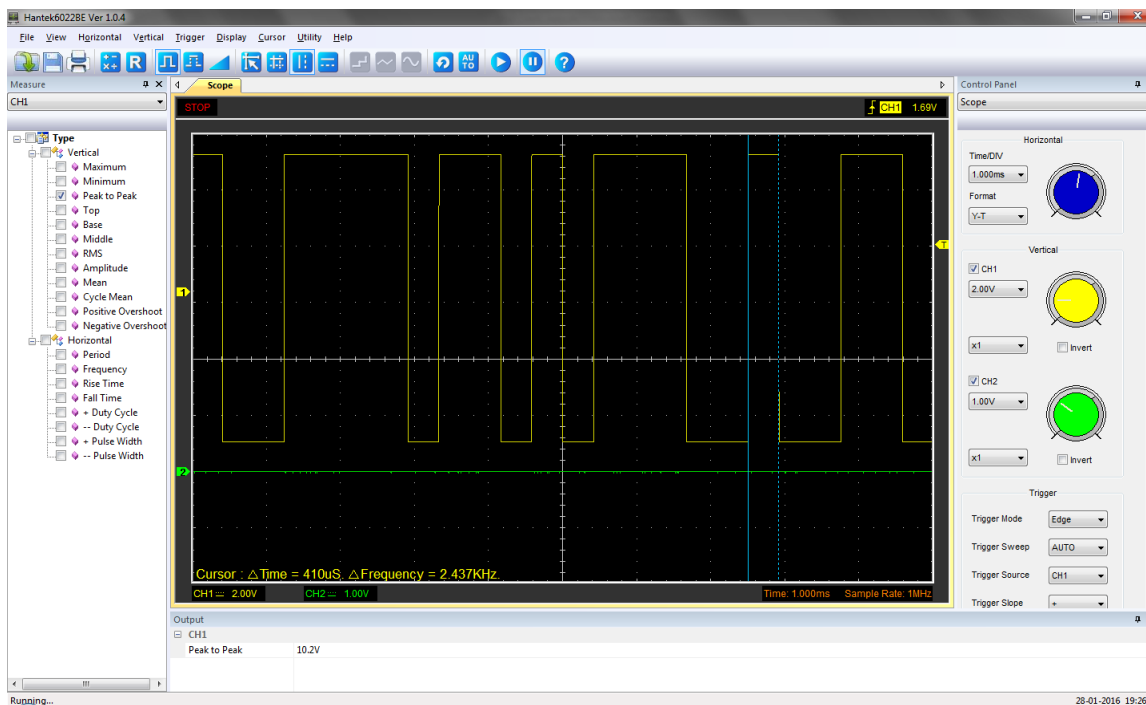 Hantek6022BE Ver 1.0.4
File View Horizontal Vertical Trigger Display Cursor Utility Help
R
AU
TO
?
Measure
CH1
Type
Vertical
Maximum
Minimum
Peak to Peak
Top
Base
Middle
RMS
Amplitude
Mean
Cycle Mean
Positive Overshoot
Negative Overshoot
Horizontal
Period
Frequency
Rise Time
Fall Time
+ Duty Cycle
-- Duty Cycle
+ Pulse Width
-- Pulse Width
Scope
STOP
CH1 1.69V
T
1
2
Cursor : △Time = 410uS. △Frequency = 2.437KHz.
CH1 2.00V
CH2 1.00V
Time: 1.000ms Sample Rate: 1MHz
Output
CH1
Peak to Peak 10.2V
Control Panel
Scope
Horizontal
Time/DIV
1.000ms
Format
Y-T
Vertical
CH1
2.00V
x1
Invert
CH2
1.00V
x1
Invert
Trigger
Trigger Mode Edge
Trigger Sweep AUTO
Trigger Source CH1
Trigger Slope +
Running...
28-01-2016 19:26